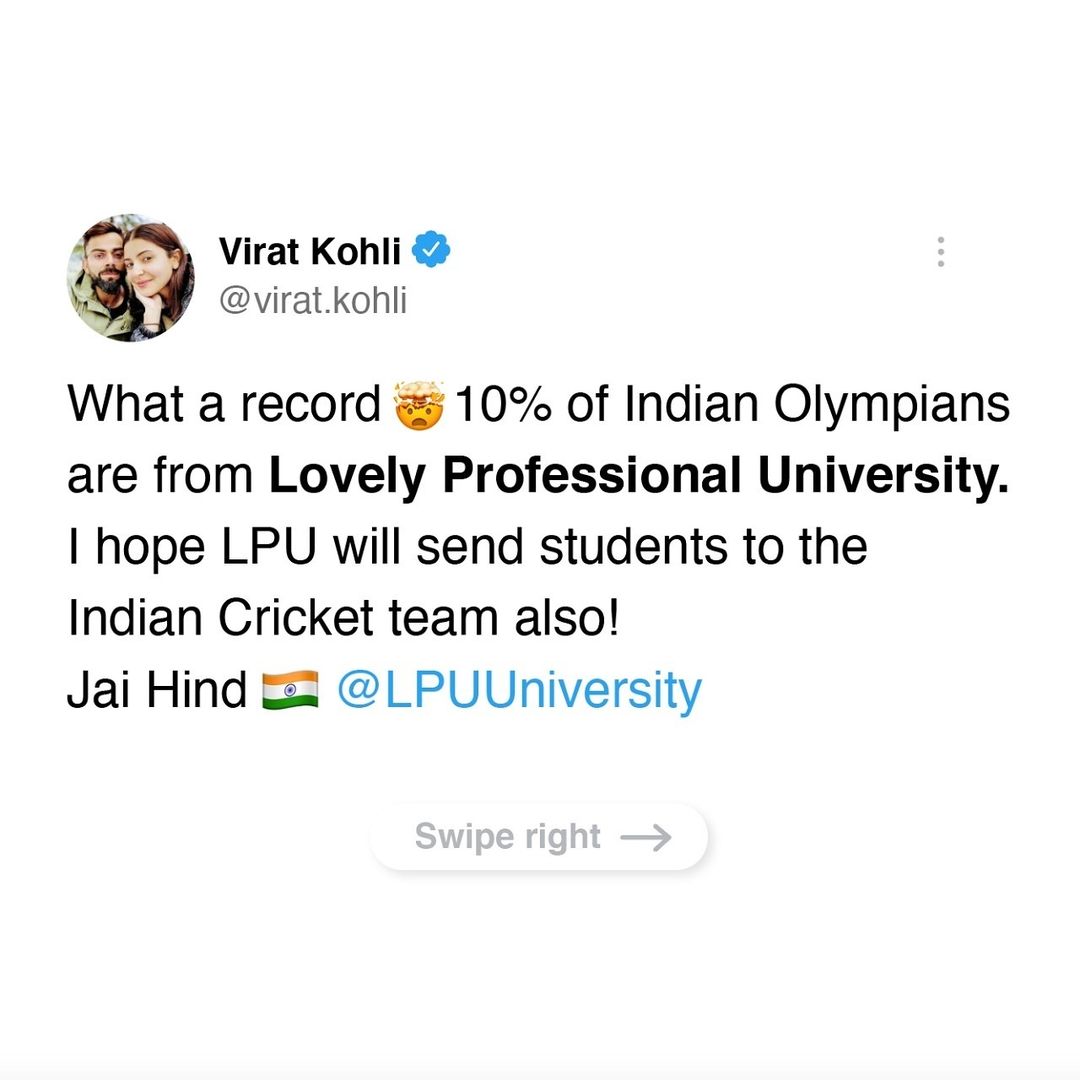 Virat Kohli
@virat.kohli
What a record 🤯 10% of Indian Olympians
are from Lovely Professional University.
I hope LPU will send students to the
Indian Cricket team also!
Jai Hind 🇮🇳 @LPUUniversity
Swipe right →